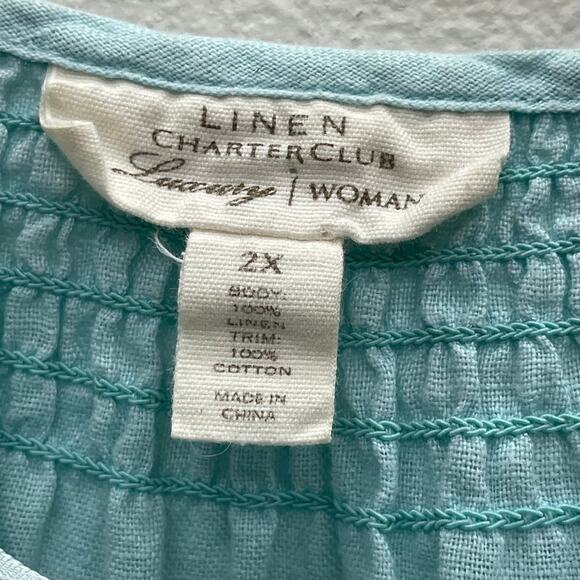 LINEN
CHARTER CLUB
Luxury | WOMAN
2X
BODY:
100%
LINEN
TRIM:
100%
COTTON
MADE IN
CHINA